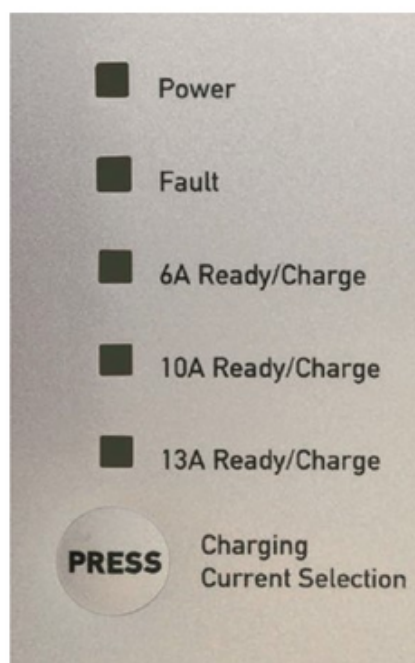 Power
Fault
6A Ready/Charge
10A Ready/Charge
13A Ready/Charge
PRESS
Charging
Current Selection